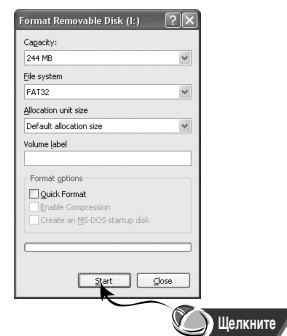 Format Removable Disk (I:)
Capacity:
244 MB
File system
FAT32
Allocation unit size
Default allocation size
Volume label
Format options
Quick Format
Enable Compression
Create an MS-DOS startup disk
Start
Close
Щелкните